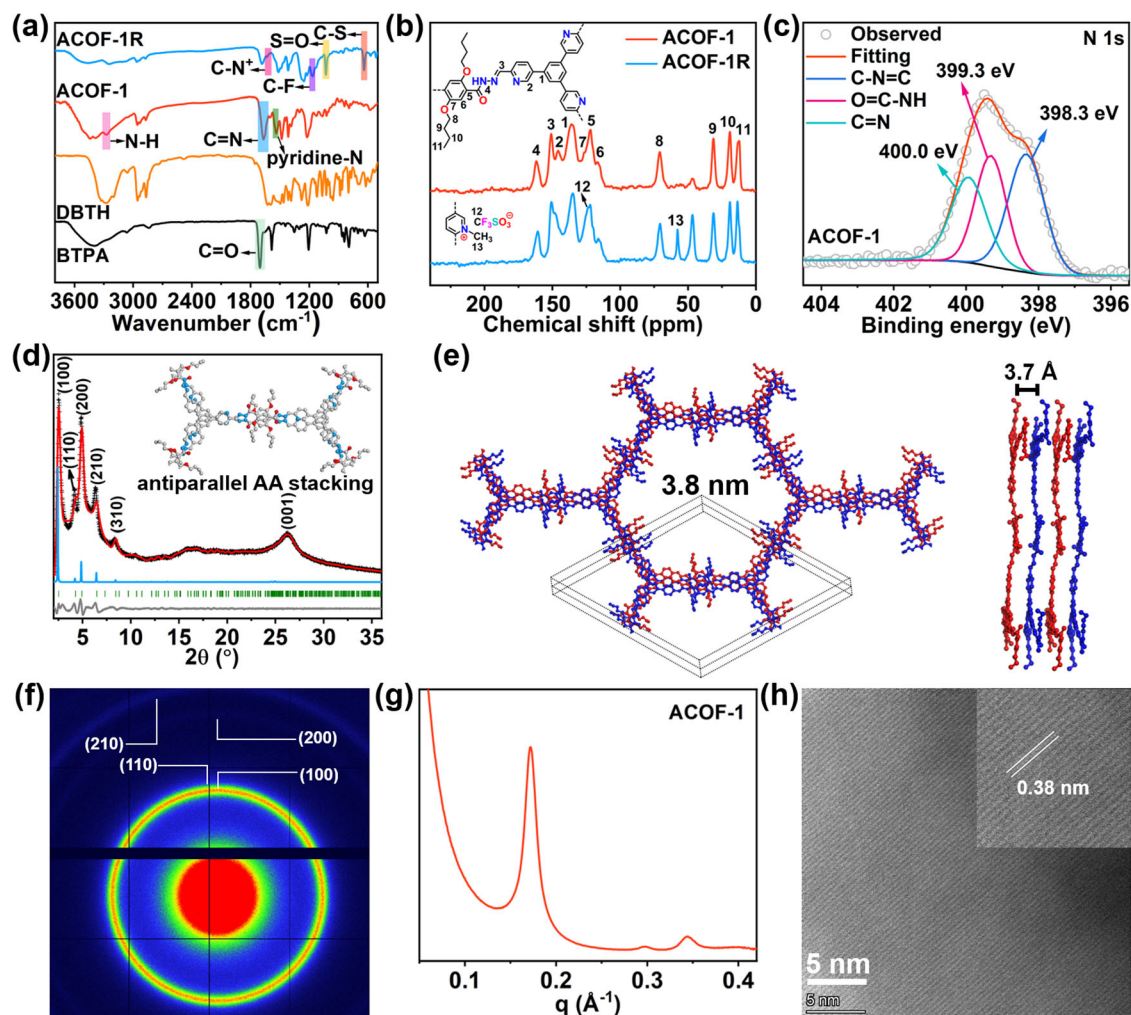 (a)
ACOF-1R
S=O
C-S
C-N+
C-F
ACOF-1
N-H
C=N
pyridine-N
DBTH
BTPA
C=O
3800 3000 2200 1400 600
Wavenumber (cm-1)
(b)
ACOF-1
ACOF-1R
O
3
N
N
N
NH-N
4
1
2
5
6
O
7
8
O
9
10
11
N
N
4 3 2 1 7 5 6 8 9 10 11
12
12
CF3SO3⊖
N
⊕
CH3
13
13
200 150 100 50 0
Chemical shift (ppm)
(c)
Observed
N 1s
Fitting
C-N=C
O=C-NH
C=N
399.3 eV
398.3 eV
400.0 eV
ACOF-1
404 402 400 398 396
Binding energy (eV)
(d)
(100)
(200)
(110)
(210)
(310)
(001)
antiparallel AA stacking
5 10 15 20 25 30 35
2θ (°)
(e)
3.8 nm
3.7 Å
(f)
(210)
(200)
(110)
(100)
(g)
ACOF-1
0.1 0.2 0.3 0.4
q (Å-1)
(h)
0.38 nm
5 nm
5 nm